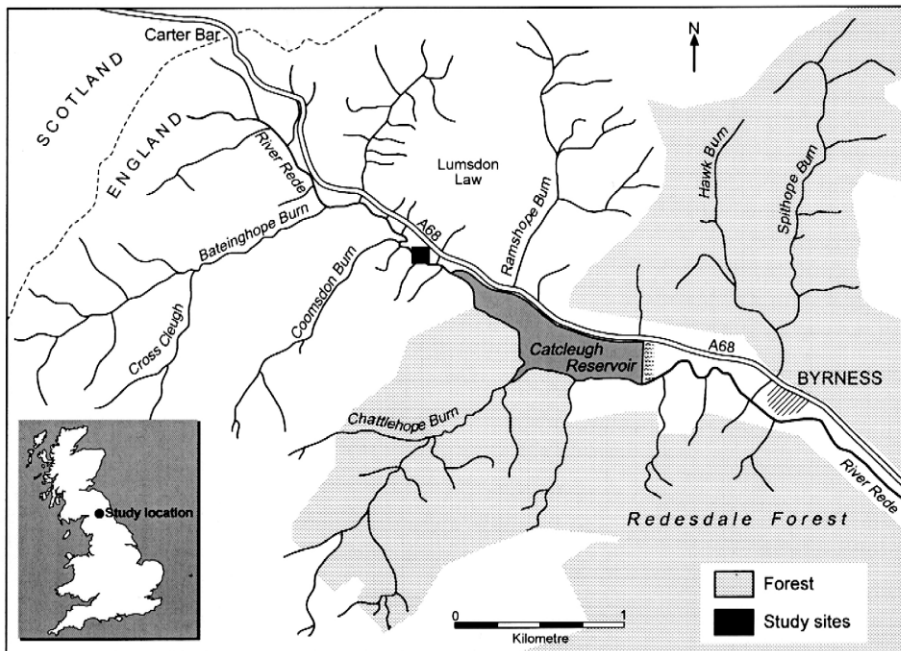 Carter Bar
N
SCOTLAND
ENGLAND
River Rede
Lumsdon
Law
Hawk Burn
Spithope Burn
Ramshope Burn
A68
Bateinghope Burn
Coomsdon Burn
Cross Cleugh
Catcleugh
Reservoir
A68
BYRNESS
Chattlehope Burn
River Rede
Study location
Redesdale Forest
Forest
Study sites
0 1
Kilometre